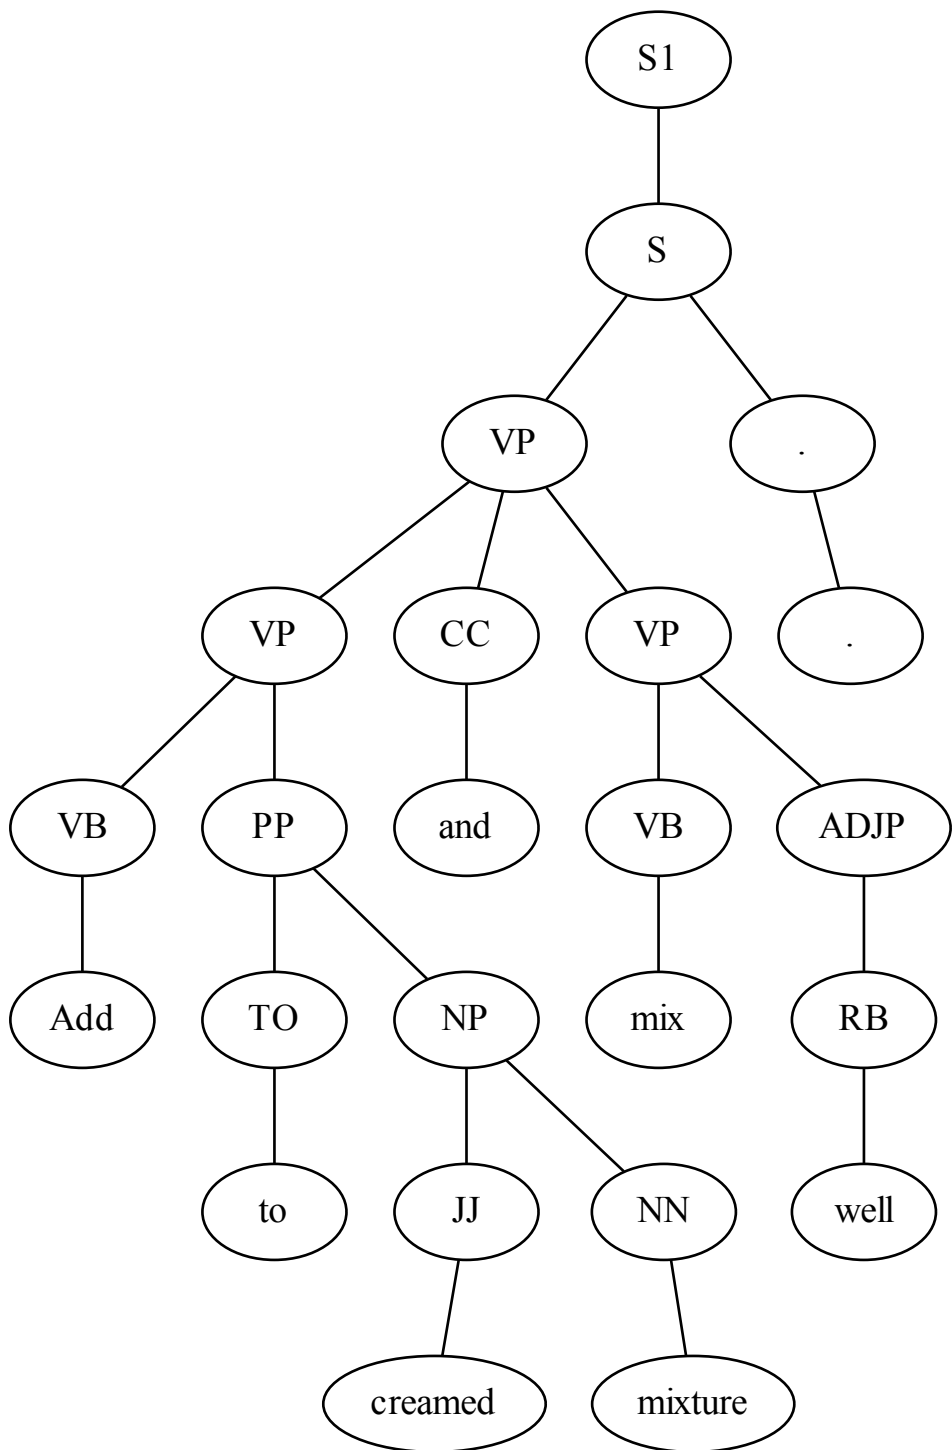 S1
S
VP .
VP CC VP .
VB PP and VB ADJP
Add TO NP mix RB
to JJ NN well
creamed mixture